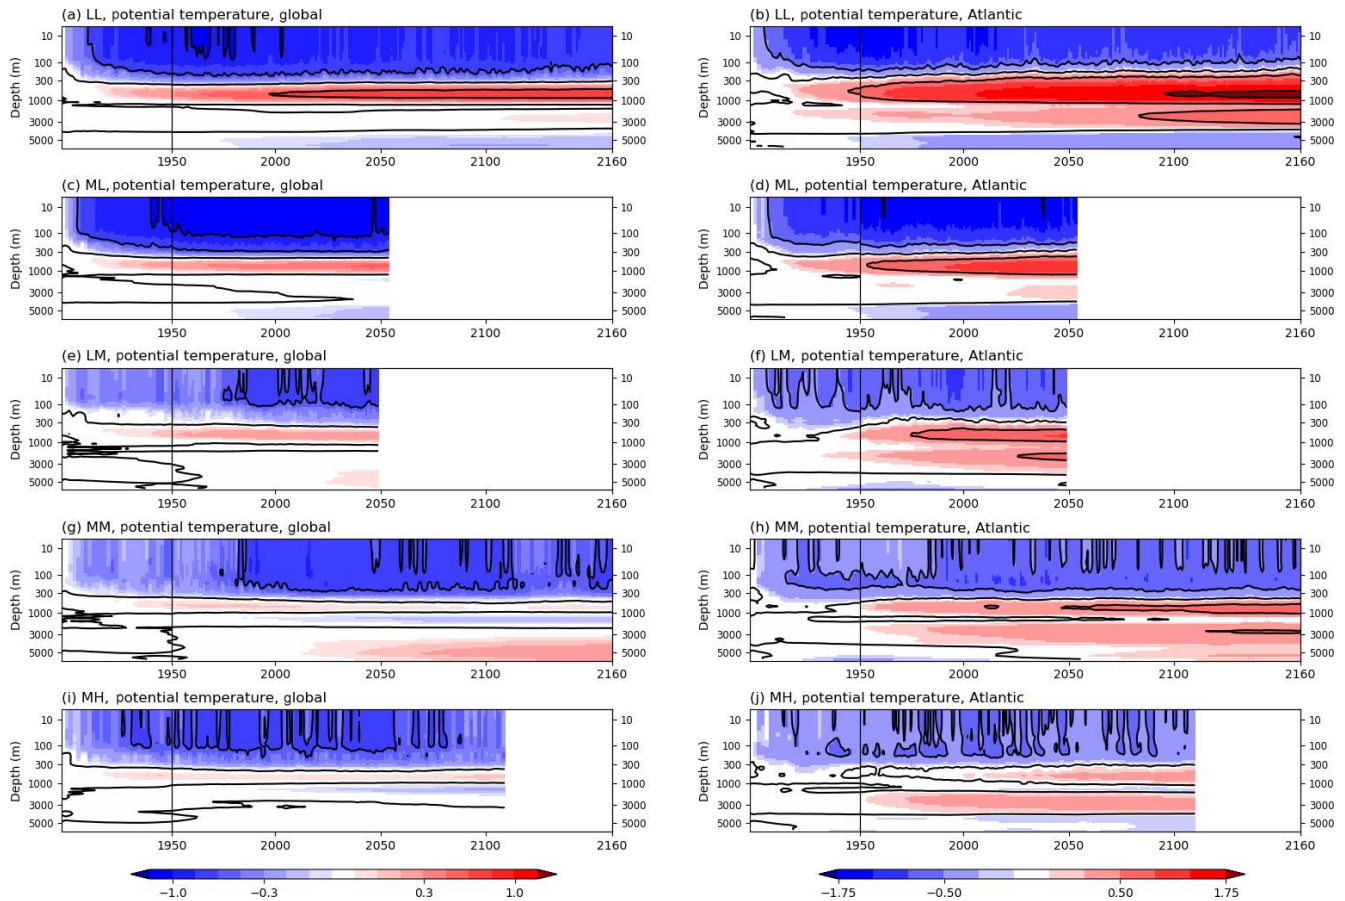 (a) LL, potential temperature, global
10 10
100 100
300 300
1000 1000
3000 3000
5000 5000
Depth (m)
1950 2000 2050 2100 2160
(b) LL, potential temperature, Atlantic
10 10
100 100
300 300
1000 1000
3000 3000
5000 5000
Depth (m)
1950 2000 2050 2100 2160
(c) ML, potential temperature, global
10 10
100 100
300 300
1000 1000
3000 3000
5000 5000
Depth (m)
1950 2000 2050 2100 2160
(d) ML, potential temperature, Atlantic
10 10
100 100
300 300
1000 1000
3000 3000
5000 5000
Depth (m)
1950 2000 2050 2100 2160
(e) LM, potential temperature, global
10 10
100 100
300 300
1000 1000
3000 3000
5000 5000
Depth (m)
1950 2000 2050 2100 2160
(f) LM, potential temperature, Atlantic
10 10
100 100
300 300
1000 1000
3000 3000
5000 5000
Depth (m)
1950 2000 2050 2100 2160
(g) MM, potential temperature, global
10 10
100 100
300 300
1000 1000
3000 3000
5000 5000
Depth (m)
1950 2000 2050 2100 2160
(h) MM, potential temperature, Atlantic
10 10
100 100
300 300
1000 1000
3000 3000
5000 5000
Depth (m)
1950 2000 2050 2100 2160
(i) MH, potential temperature, global
10 10
100 100
300 300
1000 1000
3000 3000
5000 5000
Depth (m)
1950 2000 2050 2100 2160
(j) MH, potential temperature, Atlantic
10 10
100 100
300 300
1000 1000
3000 3000
5000 5000
Depth (m)
1950 2000 2050 2100 2160
−1.0 −0.3 0.3 1.0
−1.75 −0.50 0.50 1.75